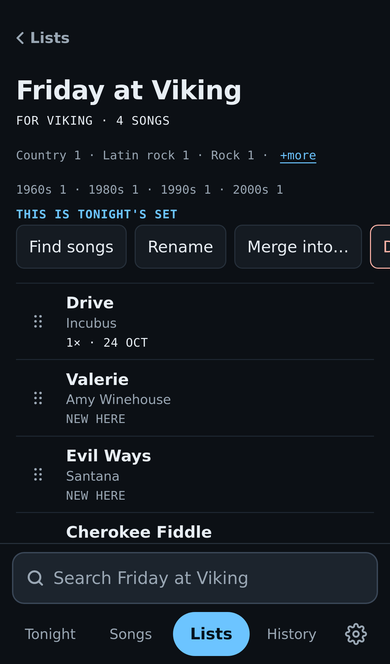 Lists
Friday at Viking
FOR VIKING · 4 SONGS
Country 1 · Latin rock 1 · Rock 1 · +more
1960s 1 · 1980s 1 · 1990s 1 · 2000s 1
THIS IS TONIGHT'S SET
Find songs Rename Merge into… D
Drive
Incubus
1× · 24 OCT
Valerie
Amy Winehouse
NEW HERE
Evil Ways
Santana
NEW HERE
Cherokee Fiddle
Search Friday at Viking
Tonight Songs Lists History